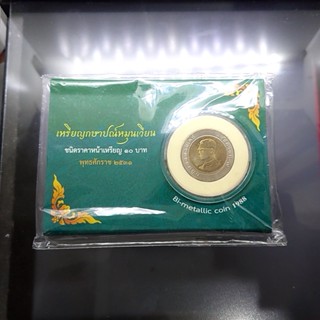 เหรียญกษาปณ์หมุนเวียน
ชนิดราคาหน้าเหรียญ ๑๐ บาท
พุทธศักราช ๒๕๓๑
Bi-metallic coin 1988